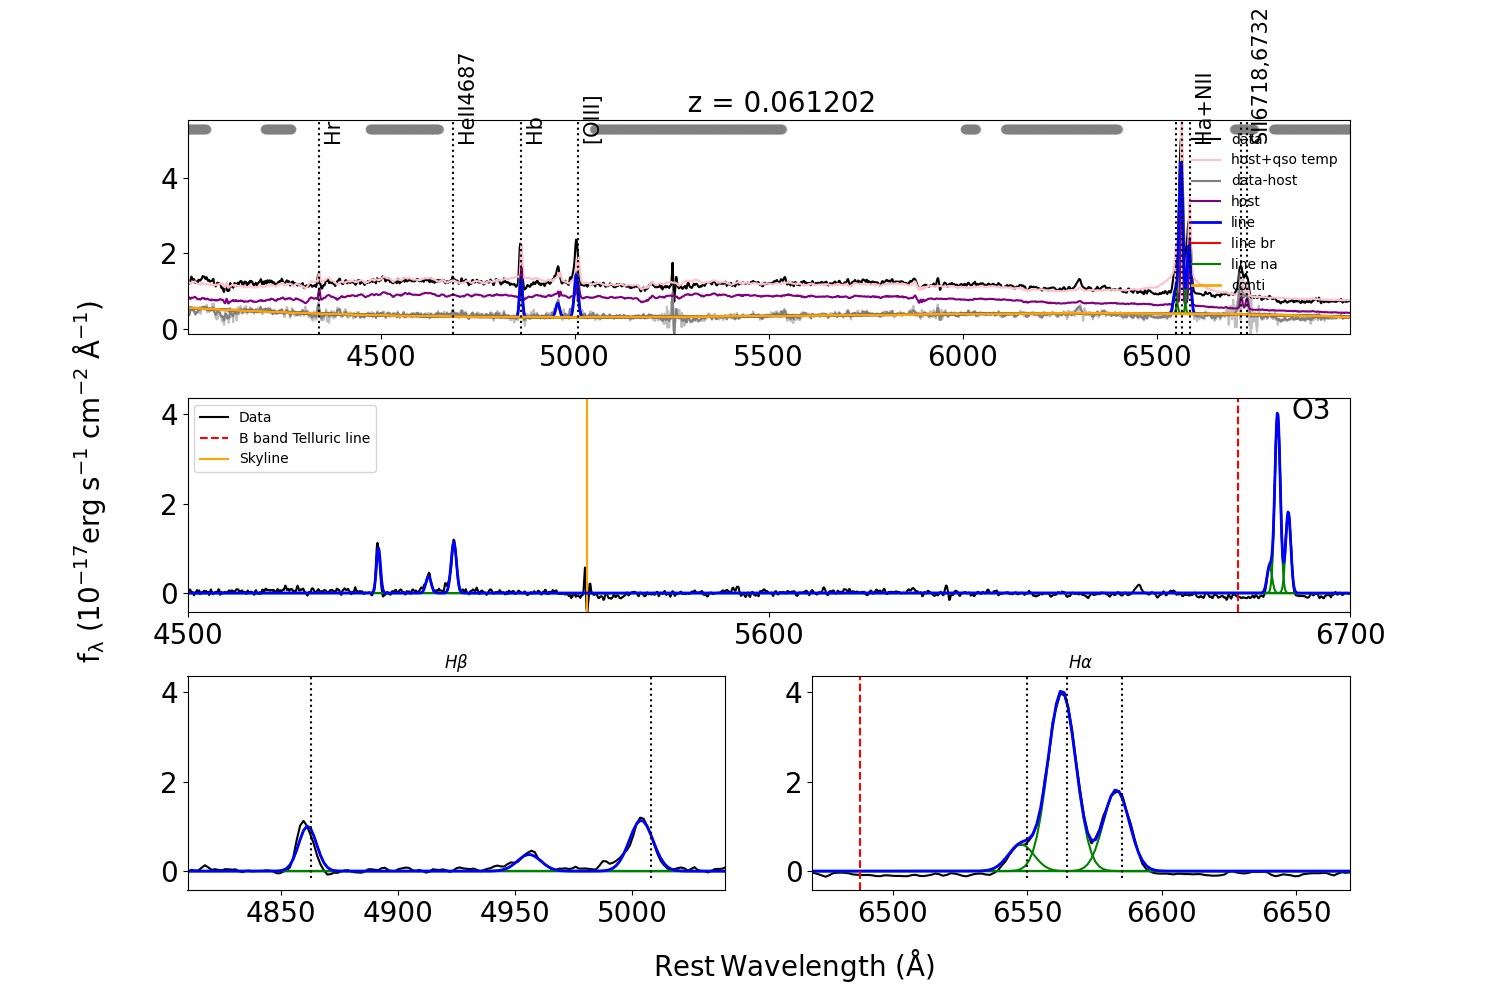 z = 0.061202
Hr
HeII4687
Hb
[OIII]
Ha+NII
SII6718,6732
data
host+qso temp
data-host
host
line
line br
line na
conti
4
2
0
4500
5000
5500
6000
6500
fλ (10−17erg s−1 cm−2 Å−1)
Data
B band Telluric line
Skyline
O3
4
2
0
4500
5600
6700
Hβ
4
2
0
4850
4900
4950
5000
Hα
4
2
0
6500
6550
6600
6650
Rest Wavelength (Å)